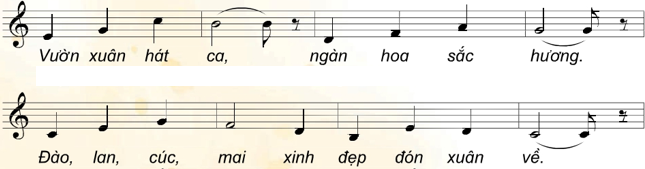 Vườn xuân hát ca, ngàn hoa sắc hương.
Đào, lan, cúc, mai xinh đẹp đón xuân về.